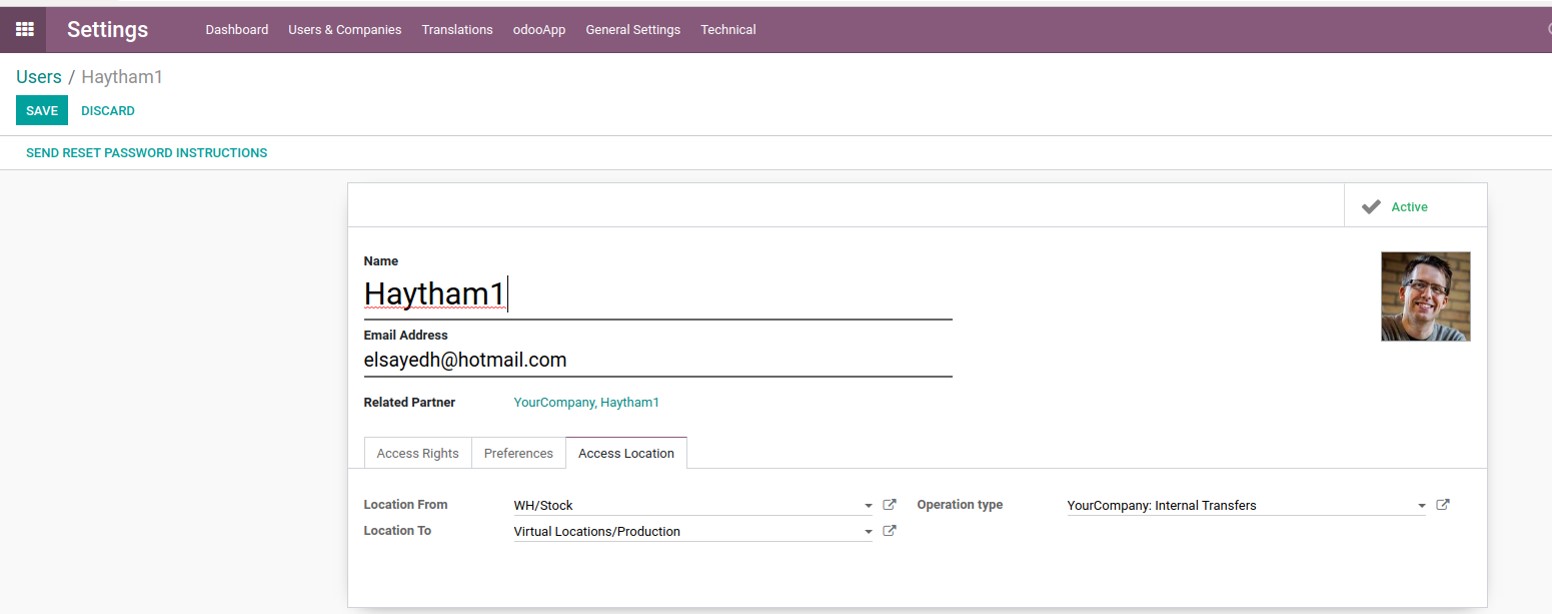 Settings Dashboard Users & Companies Translations odooApp General Settings Technical
Users / Haytham1
SAVE DISCARD
SEND RESET PASSWORD INSTRUCTIONS
Active
Name
Haytham1
Email Address
elsayedh@hotmail.com
Related Partner YourCompany, Haytham1
Access Rights Preferences Access Location
Location From WH/Stock Operation type YourCompany: Internal Transfers
Location To Virtual Locations/Production